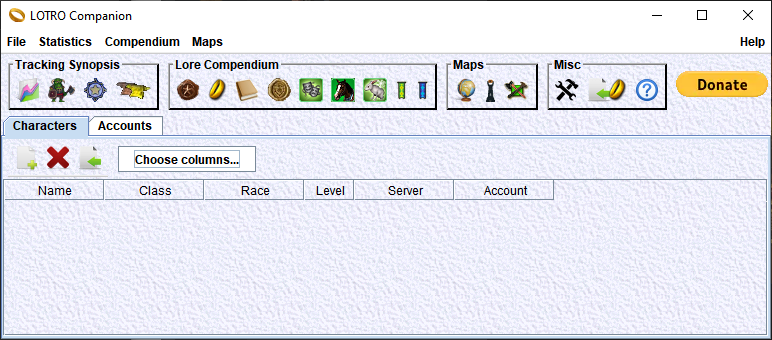 LOTRO Companion
File Statistics Compendium Maps Help
Tracking Synopsis Lore Compendium Maps Misc
Donate
Characters Accounts
Choose columns...
Name Class Race Level Server Account